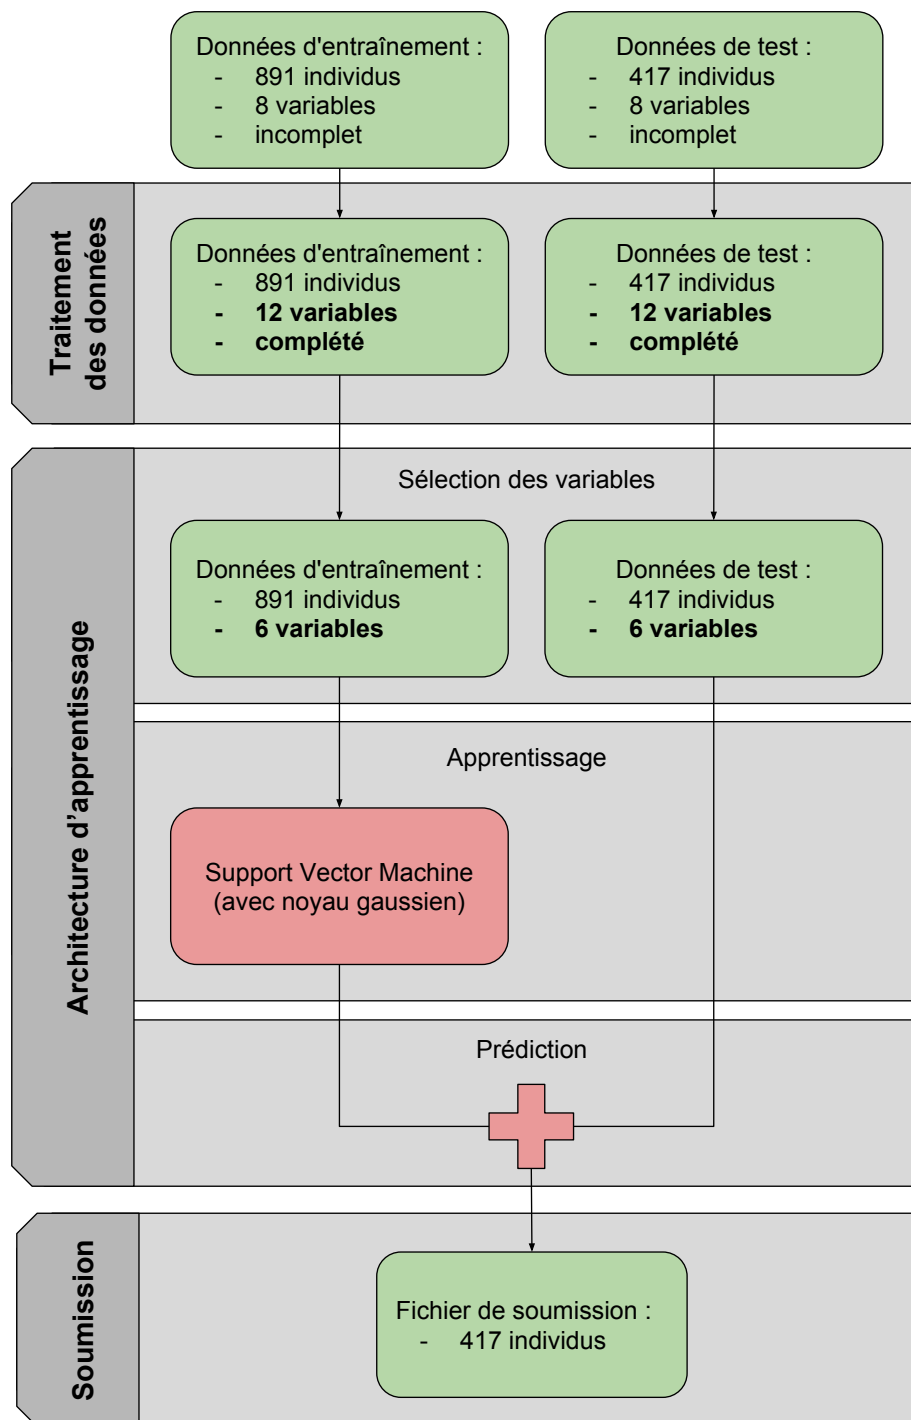 Données d'entraînement :
- 891 individus
- 8 variables
- incomplet
Données de test :
- 417 individus
- 8 variables
- incomplet
Traitement
des données
Données d'entraînement :
- 891 individus
- 12 variables
- complété
Données de test :
- 417 individus
- 12 variables
- complété
Architecture d'apprentissage
Sélection des variables
Données d'entraînement :
- 891 individus
- 6 variables
Données de test :
- 417 individus
- 6 variables
Apprentissage
Support Vector Machine
(avec noyau gaussien)
Prédiction
Soumission
Fichier de soumission :
- 417 individus